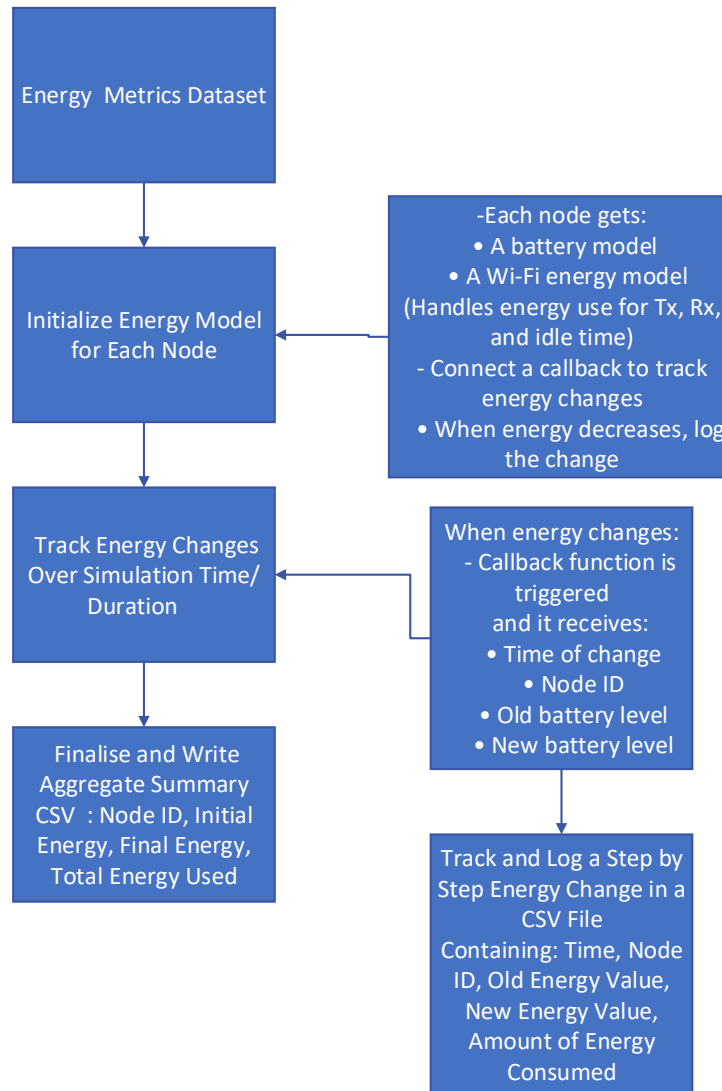 Energy  Metrics Dataset
Initialize Energy Model
for Each Node
-Each node gets:
• A battery model
• A Wi-Fi energy model
(Handles energy use for Tx, Rx,
and idle time)
- Connect a callback to track
energy changes
• When energy decreases, log
the change
Track Energy Changes
Over Simulation Time/
Duration
When energy changes:
- Callback function is
triggered
and it receives:
• Time of change
• Node ID
• Old battery level
• New battery level
Finalise and Write
Aggregate Summary
CSV  : Node ID, Initial
Energy, Final Energy,
Total Energy Used
Track and Log a Step by
Step Energy Change in a
CSV File
Containing: Time, Node
ID, Old Energy Value,
New Energy Value,
Amount of Energy
Consumed